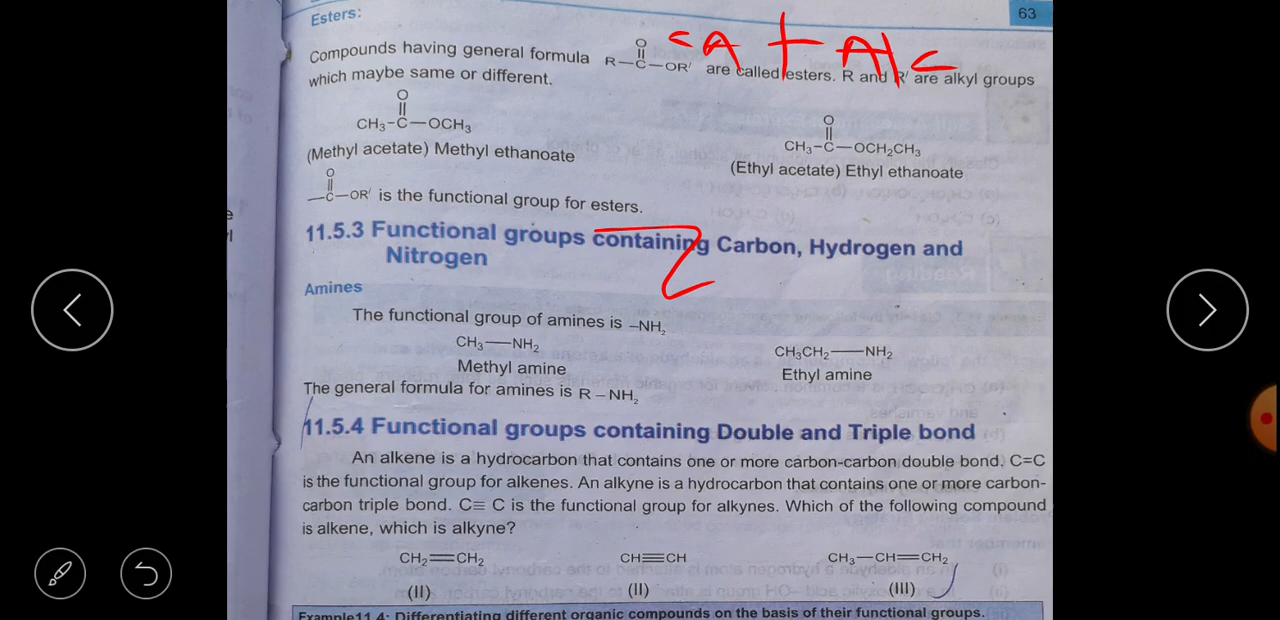 Esters:
63
Compounds having general formula R—C—OR′ are called esters. R and R′ are alkyl groups
O
which maybe same or different.
cA + Alc
O
CH₃–C—OCH₃
(Methyl acetate) Methyl ethanoate
O
CH₃–C—OCH₂CH₃
(Ethyl acetate) Ethyl ethanoate
O
—C—OR′ is the functional group for esters.
11.5.3 Functional groups containing Carbon, Hydrogen and
Nitrogen
Amines
The functional group of amines is –NH₂
CH₃—NH₂
Methyl amine
CH₃CH₂—NH₂
Ethyl amine
The general formula for amines is R – NH₂
11.5.4 Functional groups containing Double and Triple bond
An alkene is a hydrocarbon that contains one or more carbon-carbon double bond. C=C
is the functional group for alkenes. An alkyne is a hydrocarbon that contains one or more carbon-
carbon triple bond. C≡ C is the functional group for alkynes. Which of the following compound
is alkene, which is alkyne?
CH₂=CH₂ CH≡CH CH₃—CH=CH₂
(II) (II) (III)
Example11.4: Differentiating different organic compounds on the basis of their functional groups.